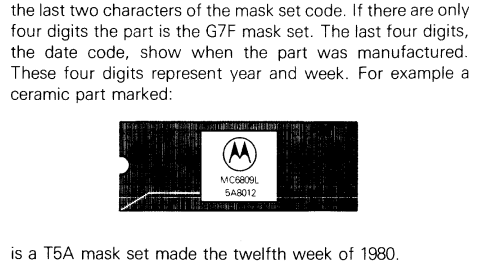 the last two characters of the mask set code. If there are only
four digits the part is the G7F mask set. The last four digits,
the date code, show when the part was manufactured.
These four digits represent year and week. For example a
ceramic part marked:
MC6809L
5A8012
is a T5A mask set made the twelfth week of 1980.